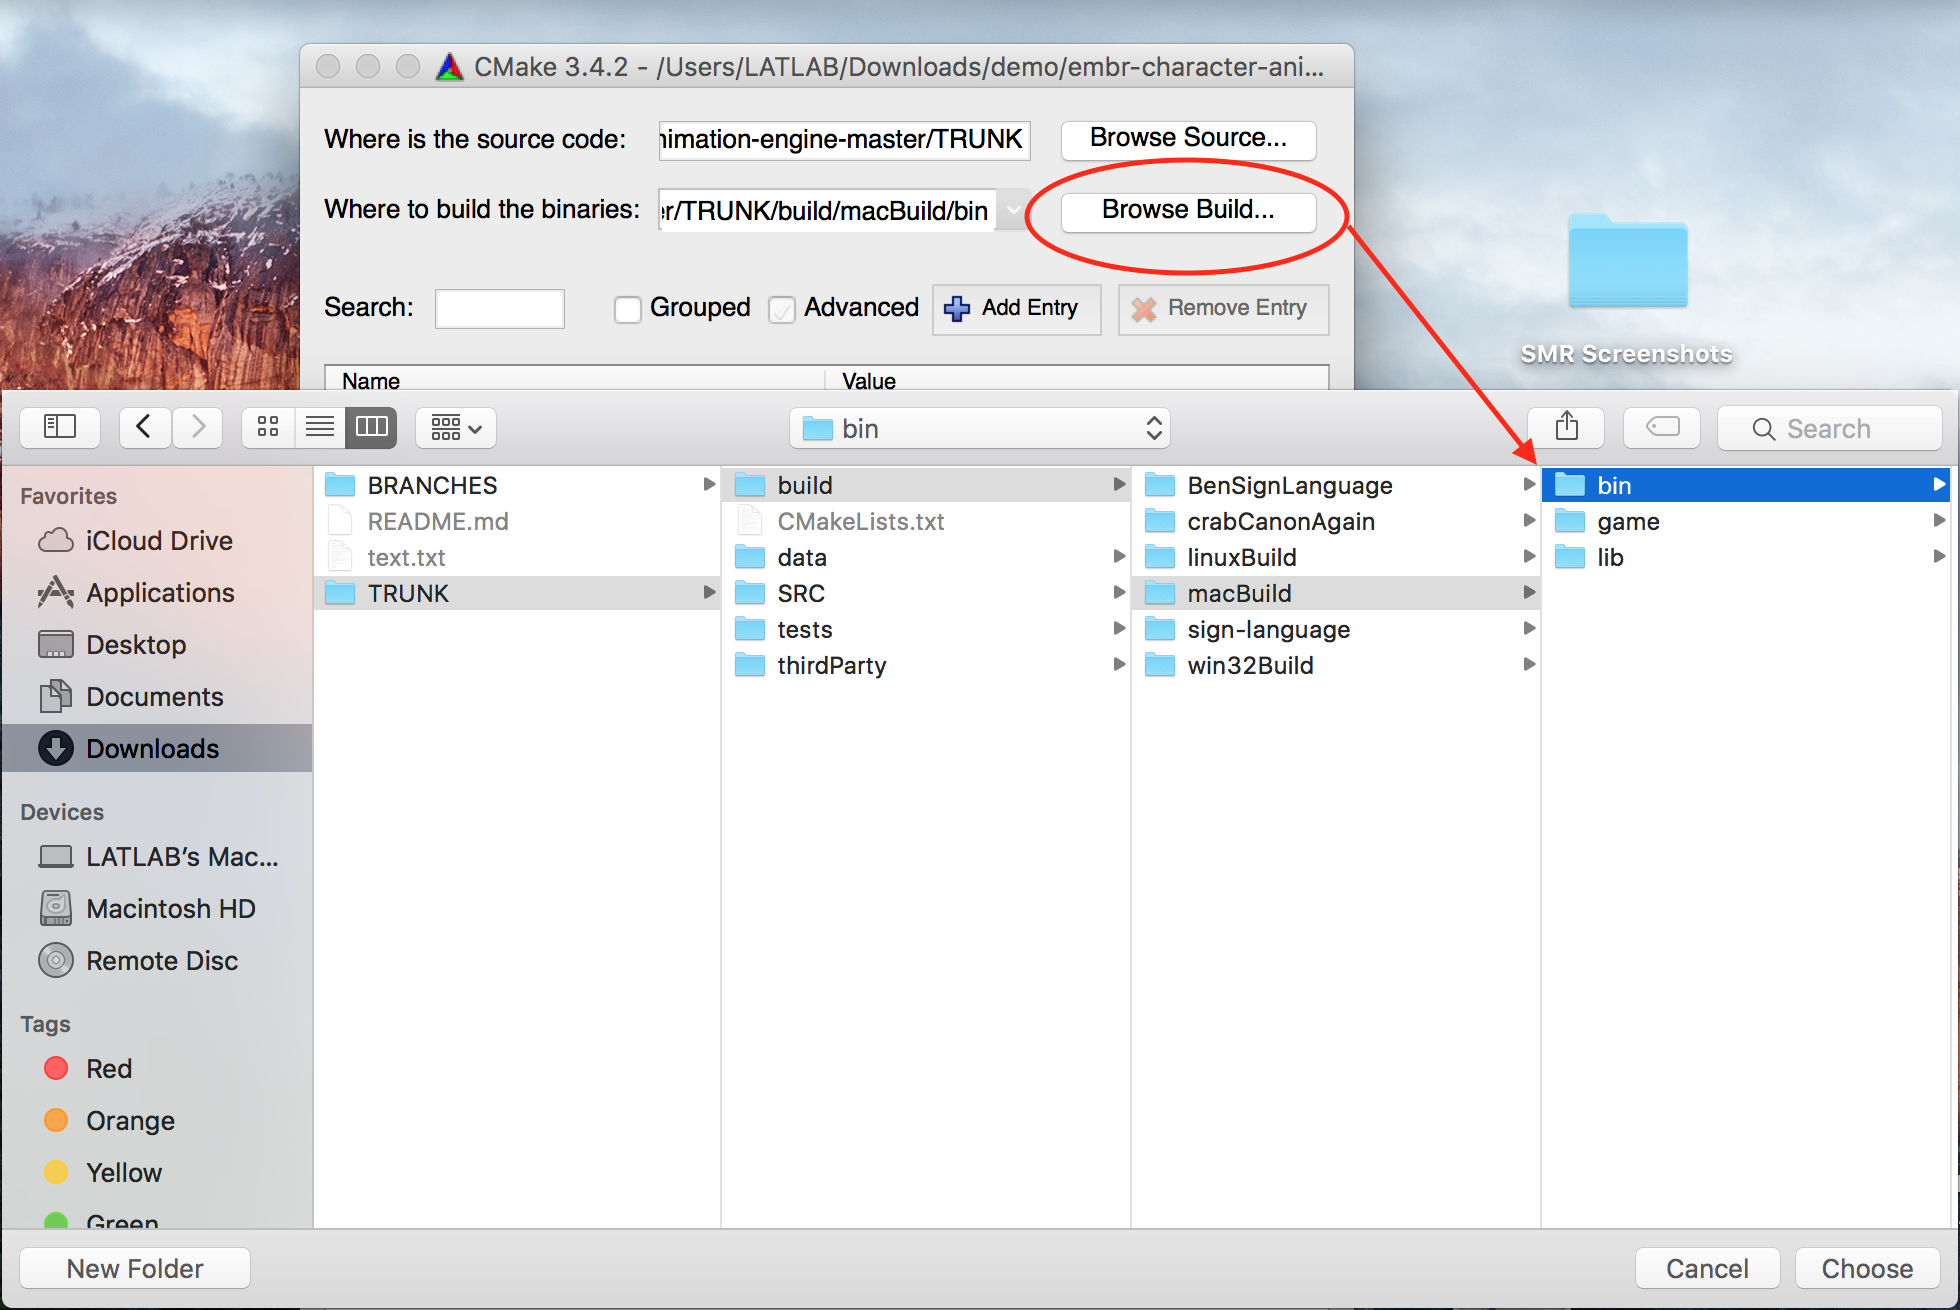 CMake 3.4.2 - /Users/LATLAB/Downloads/demo/embr-character-ani...
Where is the source code:
nimation-engine-master/TRUNK
Browse Source...
Where to build the binaries:
er/TRUNK/build/macBuild/bin
Browse Build...
Search:
Grouped
Advanced
Add Entry
Remove Entry
Name
Value
SMR Screenshots
bin
Search
Favorites
iCloud Drive
Applications
Desktop
Documents
Downloads
Devices
LATLAB’s Mac...
Macintosh HD
Remote Disc
Tags
Red
Orange
Yellow
Green
BRANCHES
README.md
text.txt
TRUNK
build
CMakeLists.txt
data
SRC
tests
thirdParty
BenSignLanguage
crabCanonAgain
linuxBuild
macBuild
sign-language
win32Build
bin
game
lib
New Folder
Cancel
Choose